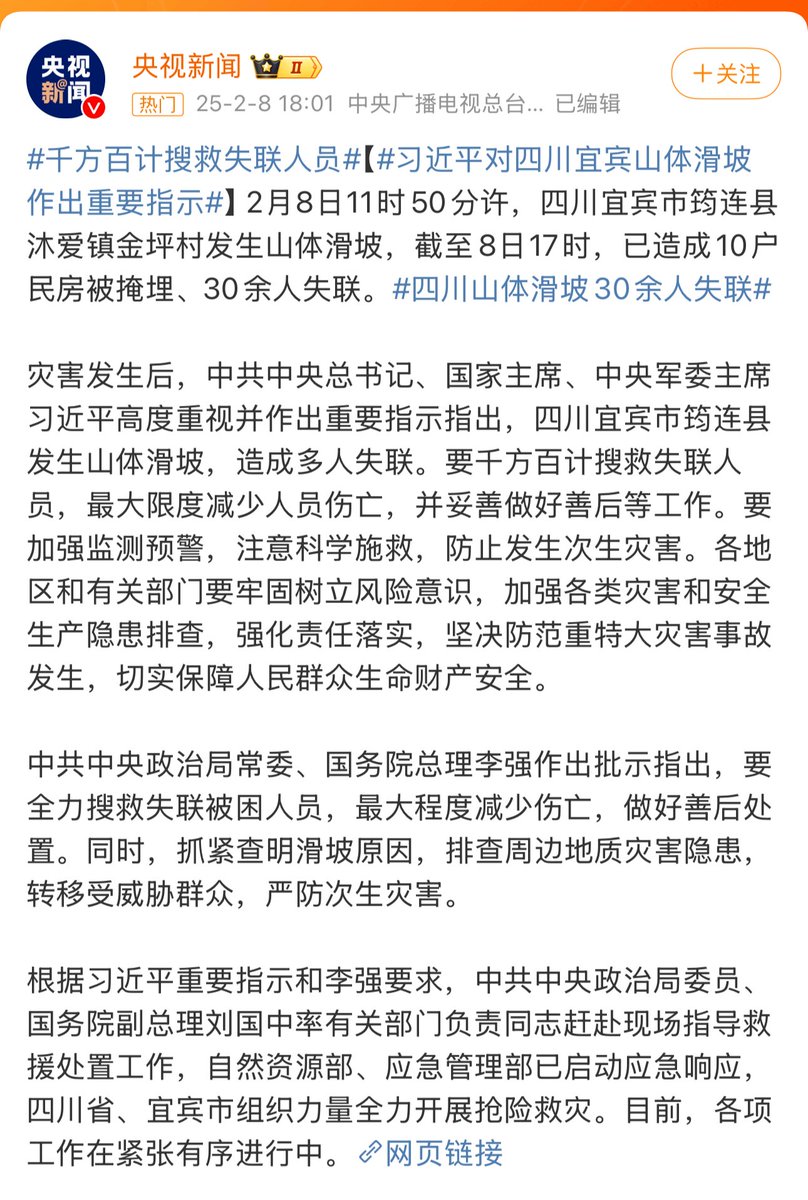 央视
新闻
央视新闻 II
+关注
热门 25-2-8 18:01 中央广播电视总台... 已编辑
#千方百计搜救失联人员#【#习近平对四川宜宾山体滑坡
作出重要指示#】2月8日11时50分许，四川宜宾市筠连县
沐爱镇金坪村发生山体滑坡，截至8日17时，已造成10户
民房被掩埋、30余人失联。#四川山体滑坡30余人失联#
灾害发生后，中共中央总书记、国家主席、中央军委主席
习近平高度重视并作出重要指示指出，四川宜宾市筠连县
发生山体滑坡，造成多人失联。要千方百计搜救失联人
员，最大限度减少人员伤亡，并妥善做好善后等工作。要
加强监测预警，注意科学施救，防止发生次生灾害。各地
区和有关部门要牢固树立风险意识，加强各类灾害和安全
生产隐患排查，强化责任落实，坚决防范重特大灾害事故
发生，切实保障人民群众生命财产安全。
中共中央政治局常委、国务院总理李强作出批示指出，要
全力搜救失联被困人员，最大程度减少伤亡，做好善后处
置。同时，抓紧查明滑坡原因，排查周边地质灾害隐患，
转移受威胁群众，严防次生灾害。
根据习近平重要指示和李强要求，中共中央政治局委员、
国务院副总理刘国中率有关部门负责同志赶赴现场指导救
援处置工作，自然资源部、应急管理部已启动应急响应，
四川省、宜宾市组织力量全力开展抢险救灾。目前，各项
工作在紧张有序进行中。网页链接